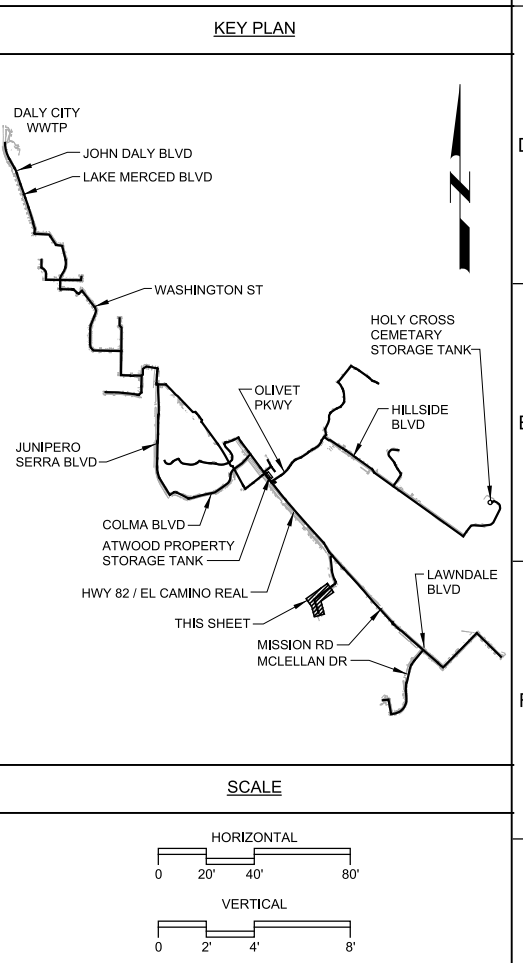 KEY PLAN
DALY CITY
WWTP
JOHN DALY BLVD
LAKE MERCED BLVD
N
WASHINGTON ST
HOLY CROSS
CEMETARY
STORAGE TANK
OLIVET
PKWY
HILLSIDE
BLVD
JUNIPERO
SERRA BLVD
COLMA BLVD
ATWOOD PROPERTY
STORAGE TANK
HWY 82 / EL CAMINO REAL
LAWNDALE
BLVD
THIS SHEET
MISSION RD
MCLELLAN DR
SCALE
HORIZONTAL
0 20' 40' 80'
VERTICAL
0 2' 4' 8'